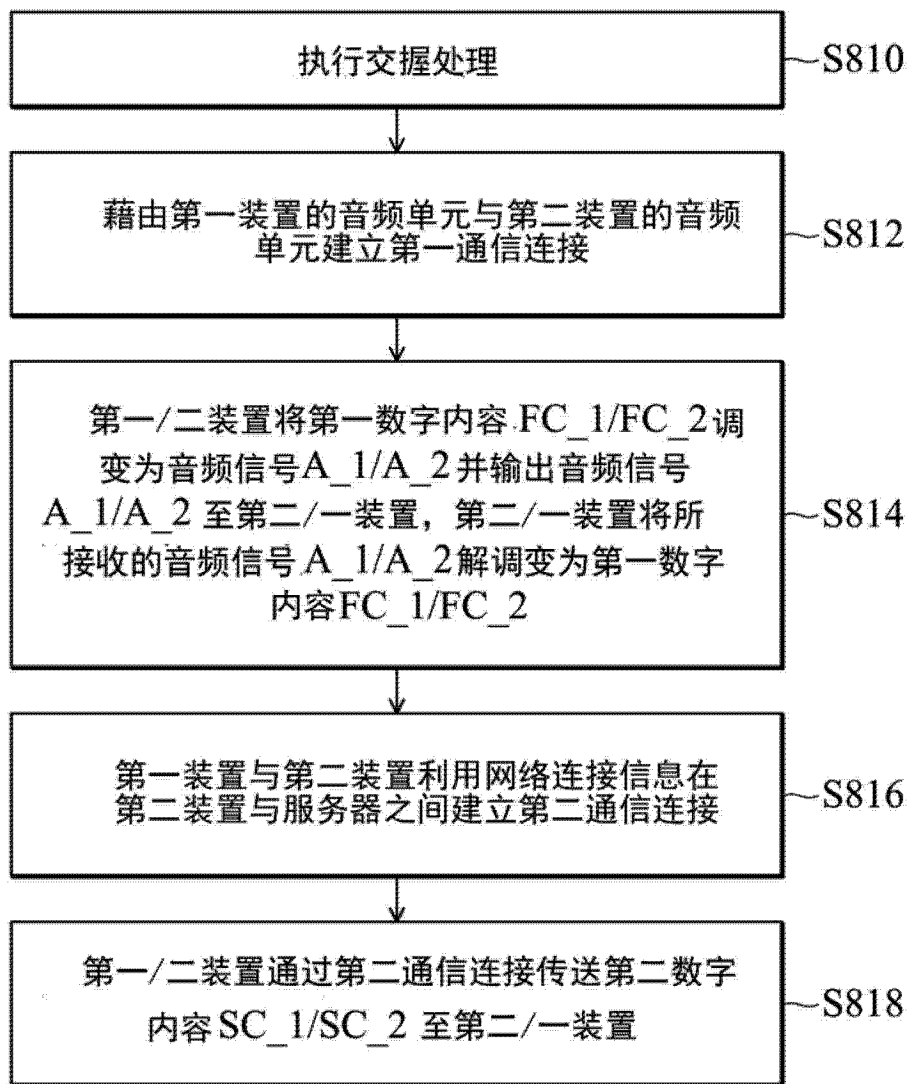 执行交握处理
S810
藉由第一装置的音频单元与第二装置的音频
单元建立第一通信连接
S812
第一/二装置将第一数字内容 FC_1/FC_2调
变为音频信号A_1/A_2并输出音频信号
A_1/A_2 至第二/一装置，第二/一装置将所
接收的音频信号A_1/A_2解调变为第一数字
内容FC_1/FC_2
S814
第一装置与第二装置利用网络连接信息在
第二装置与服务器之间建立第二通信连接
S816
第一/二装置通过第二通信连接传送第二数字
内容SC_1/SC_2 至第二/一装置
S818